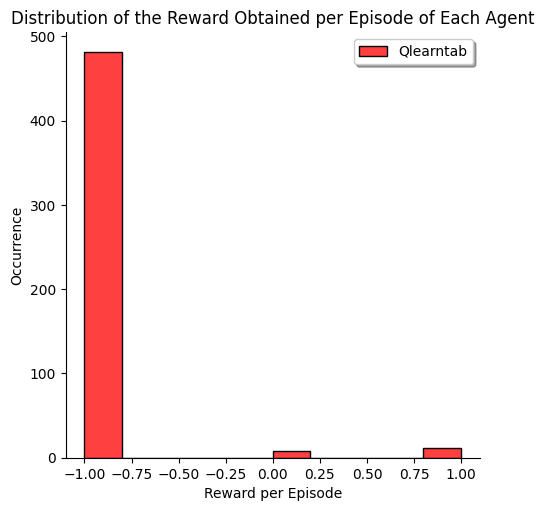 Distribution of the Reward Obtained per Episode of Each Agent
Qlearntab
500
400
300
200
100
0
Occurrence
−1.00 −0.75 −0.50 −0.25 0.00 0.25 0.50 0.75 1.00
Reward per Episode